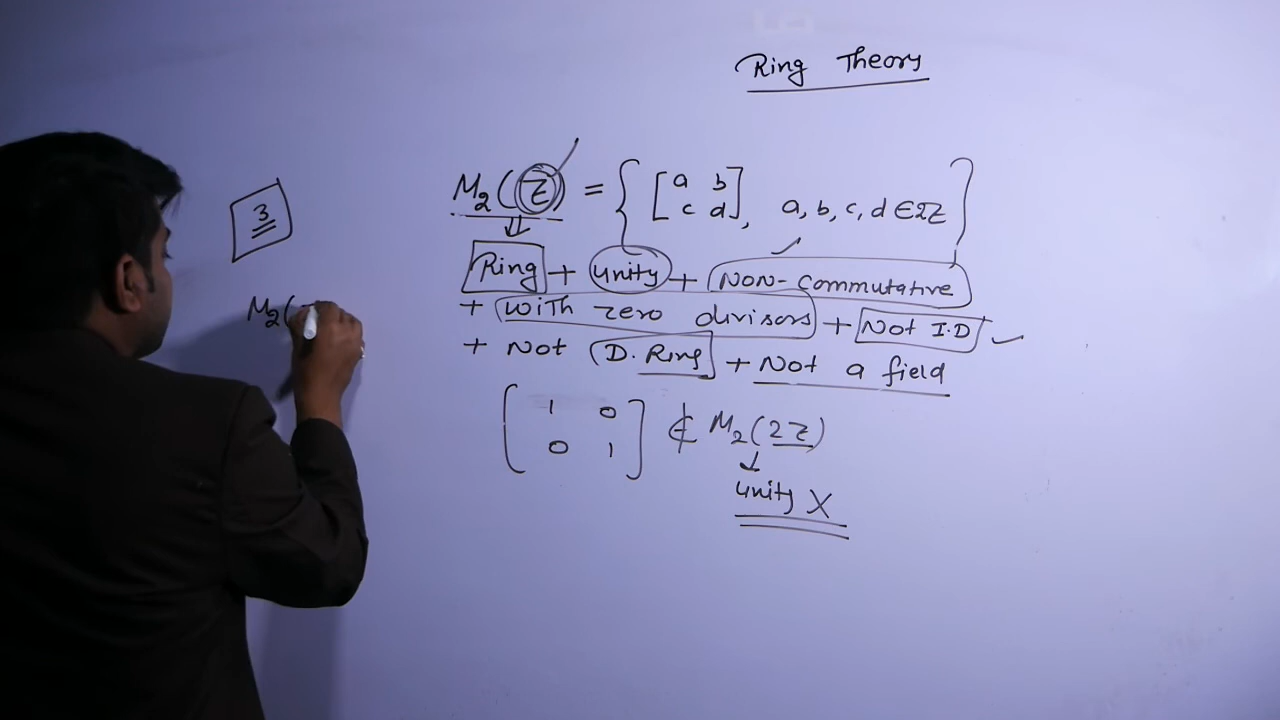 Ring Theory
3
M₂(Z) = { [a b c d], a, b, c, d ∈ 2Z }
⇓
Ring + unity + Non-commutative
+ with zero divisors + Not I.D ✓
+ Not D. Ring + Not a field
M₂(
[1 0 0 1] ∉ M₂(2Z)
↓
unity X